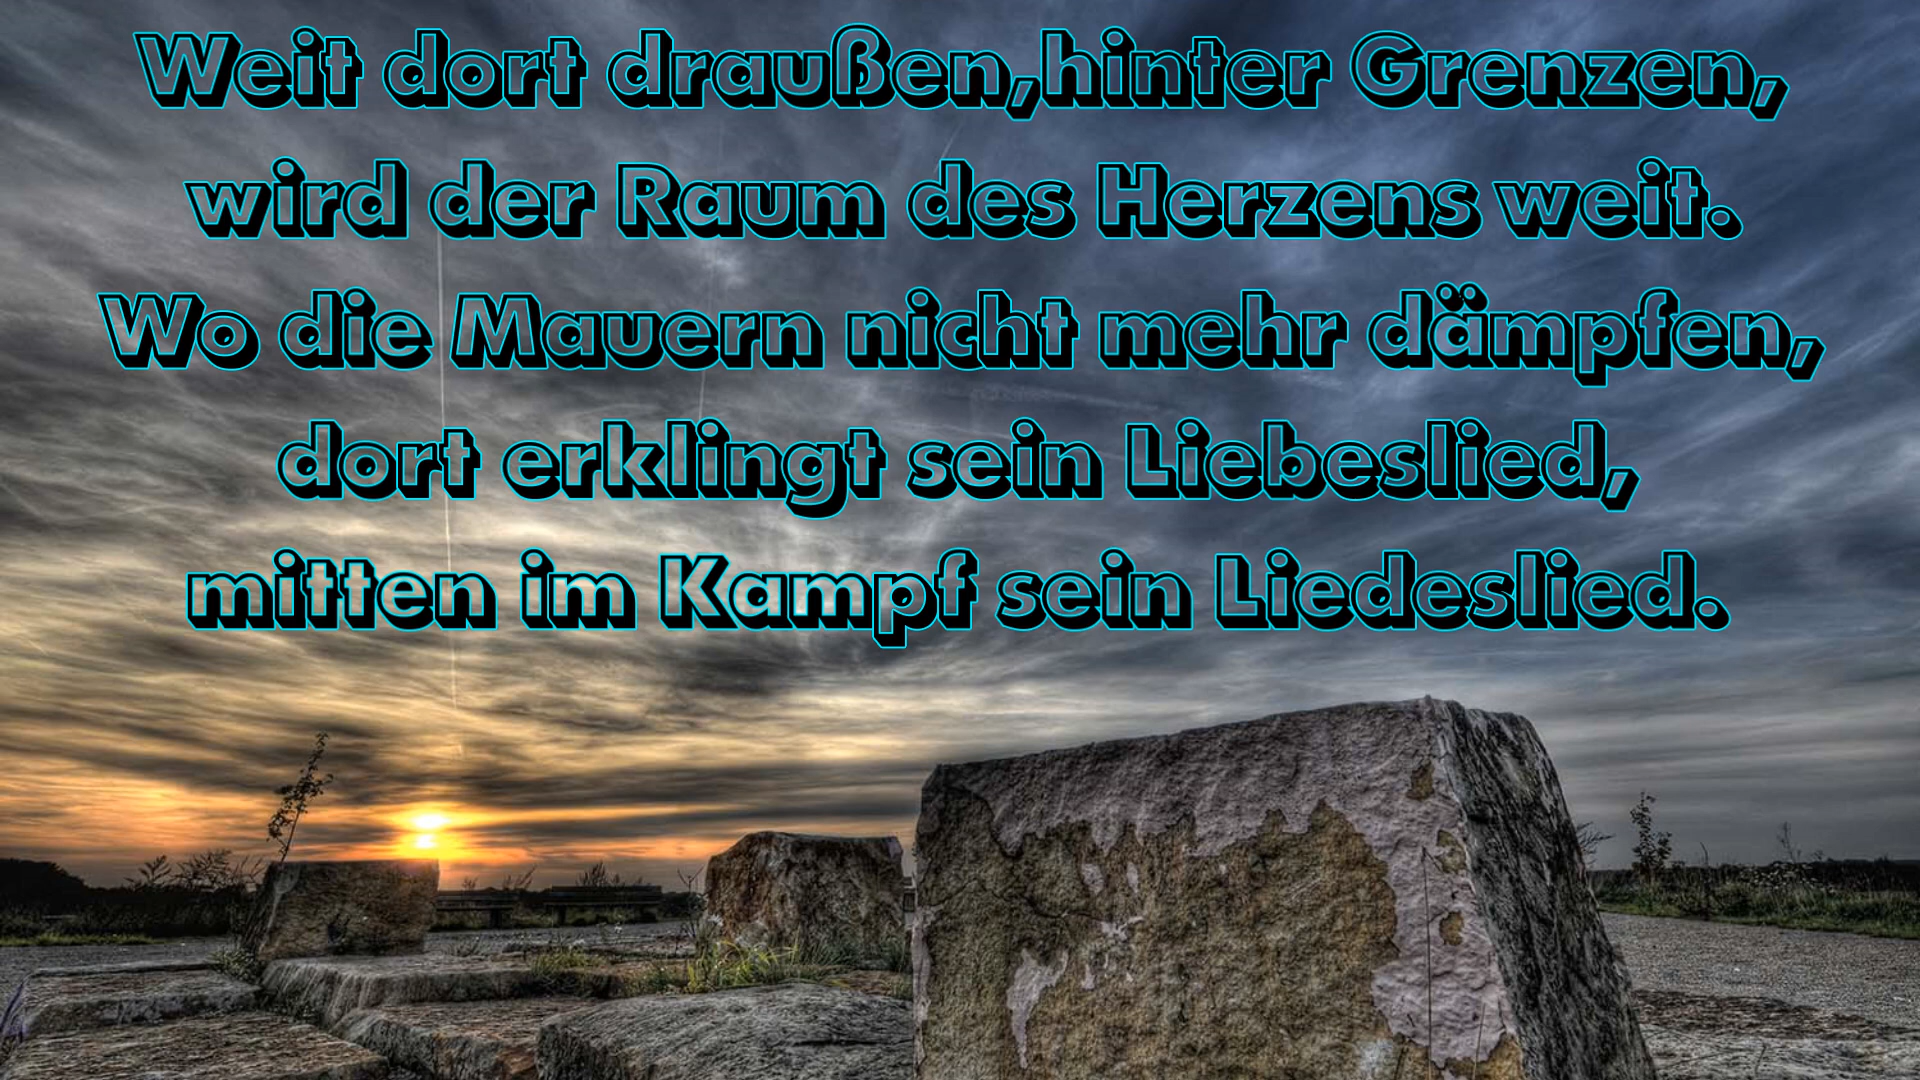 Weit dort draußen,hinter Grenzen,
wird der Raum des Herzens weit.
Wo die Mauern nicht mehr dämpfen,
dort erklingt sein Liebeslied,
mitten im Kampf sein Liedeslied.